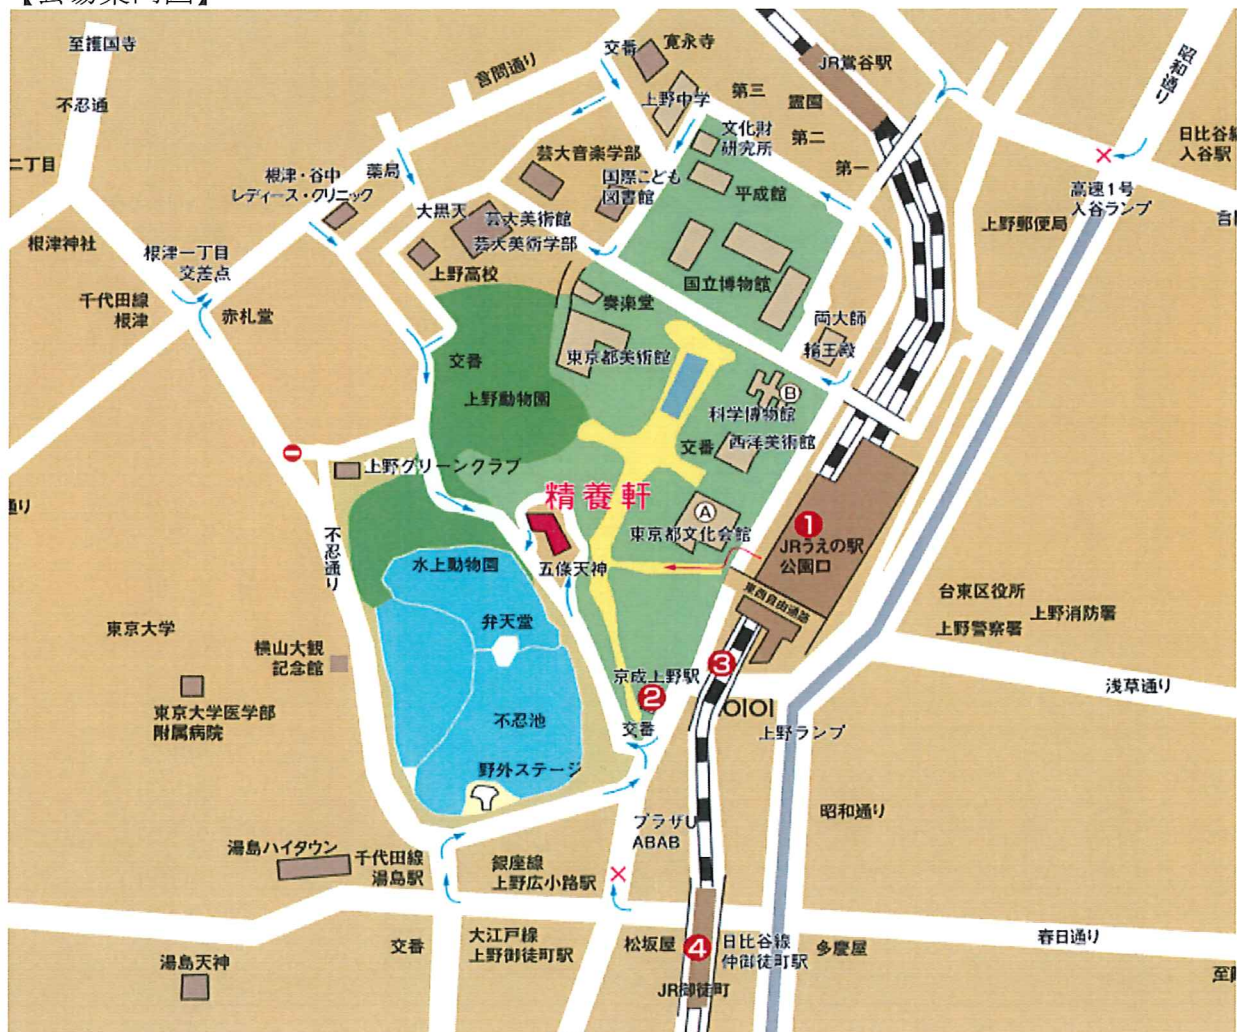 【会場案内図】
至護国寺
不忍通
二丁目
根津神社
千代田線
根津
根津一丁目
交差点
赤札堂
根津・谷中
レディース・クリニック
薬局
言問通り
交番
寛永寺
上野中学
第三
霊園
第二
第一
JR鶯谷駅
昭和通り
日比谷線
入谷駅
高速1号
入谷ランプ
上野郵便局
言問
文化財
研究所
平成館
国立博物館
芸大音楽学部
国際こども
図書館
大黒天
芸大美術館
芸大美術学部
上野高校
奏楽堂
東京都美術館
両大師
輪王殿
交番
上野動物園
B
科学博物館
交番
西洋美術館
上野グリーンクラブ
精養軒
A
東京都文化会館
五條天神
1
JRうえの駅
公園口
東西自由通路
台東区役所
上野消防署
上野警察署
浅草通り
通り
不忍通り
水上動物園
弁天堂
不忍池
野外ステージ
東京大学
横山大観
記念館
東京大学医学部
附属病院
京成上野駅
2
3
交番
OIOI
上野ランプ
昭和通り
プラザU
ABAB
湯島ハイタウン
千代田線
湯島駅
銀座線
上野広小路駅
交番
大江戸線
上野御徒町駅
松坂屋
4
日比谷線
仲御徒町駅
多慶屋
春日通り
JR御徒町
湯島天神